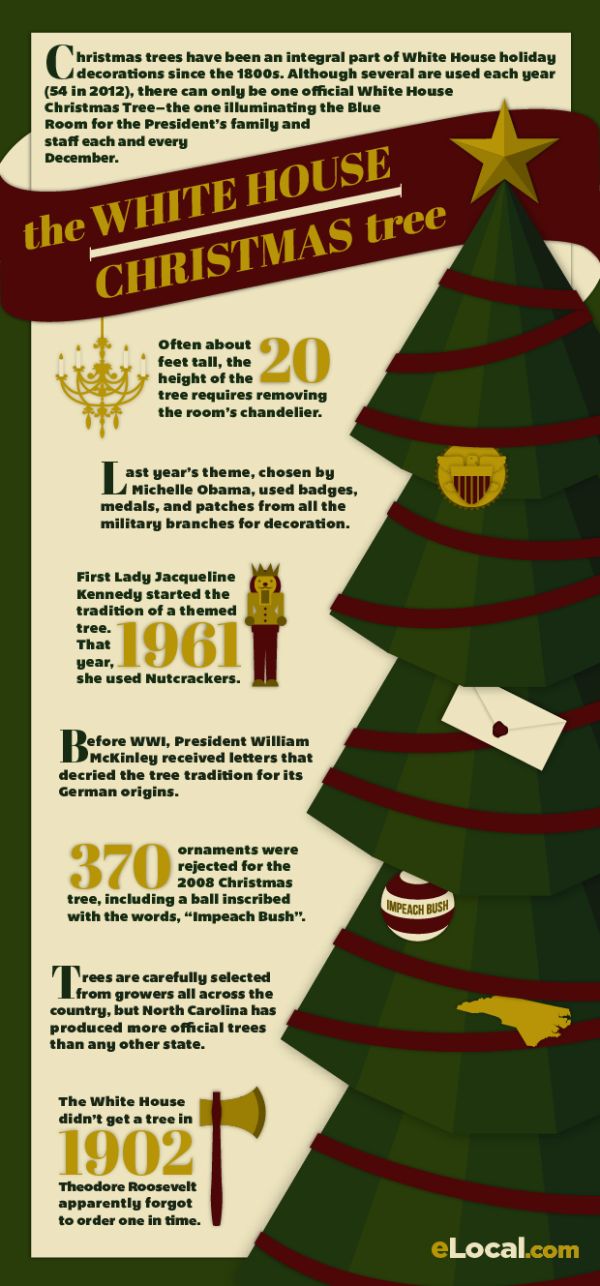 Christmas trees have been an integral part of White House holiday
decorations since the 1800s. Although several are used each year
(54 in 2012), there can only be one official White House
Christmas Tree—the one illuminating the Blue
Room for the President's family and
staff each and every
December.
the WHITE HOUSE
CHRISTMAS tree
Often about 20
feet tall, the
height of the
tree requires removing
the room's chandelier.
Last year's theme, chosen by
Michelle Obama, used badges,
medals, and patches from all the
military branches for decoration.
First Lady Jacqueline
Kennedy started the
tradition of a themed
tree.
That
year, 1961
she used Nutcrackers.
Before WWI, President William
McKinley received letters that
decried the tree tradition for its
German origins.
370 ornaments were
rejected for the
2008 Christmas
tree, including a ball inscribed
with the words, “Impeach Bush”.
IMPEACH BUSH
Trees are carefully selected
from growers all across the
country, but North Carolina has
produced more official trees
than any other state.
The White House
didn't get a tree in
1902
Theodore Roosevelt
apparently forgot
to order one in time.
eLocal.com